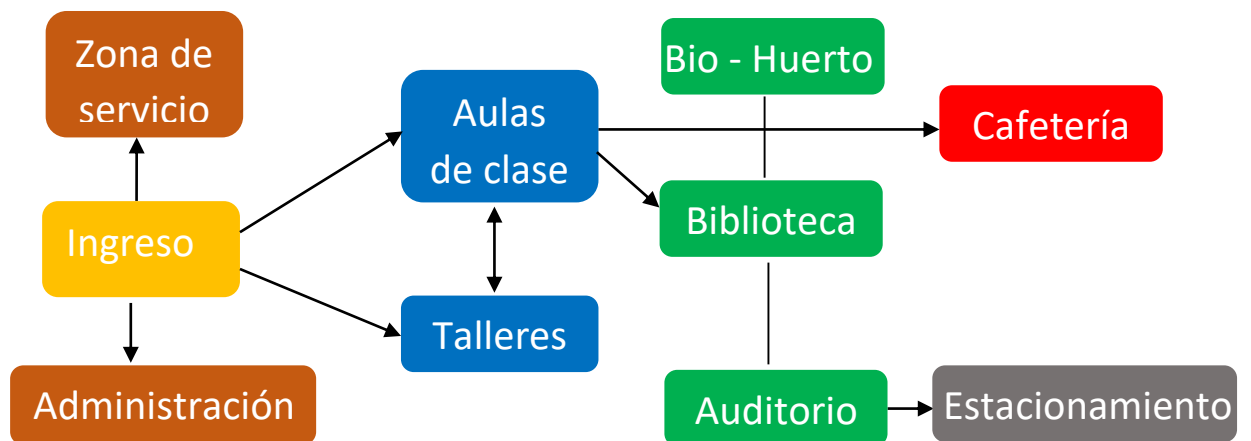 Zona de
servicio
Bio - Huerto
Aulas
de clase
Cafetería
Ingreso
Biblioteca
Talleres
Administración
Auditorio
Estacionamiento